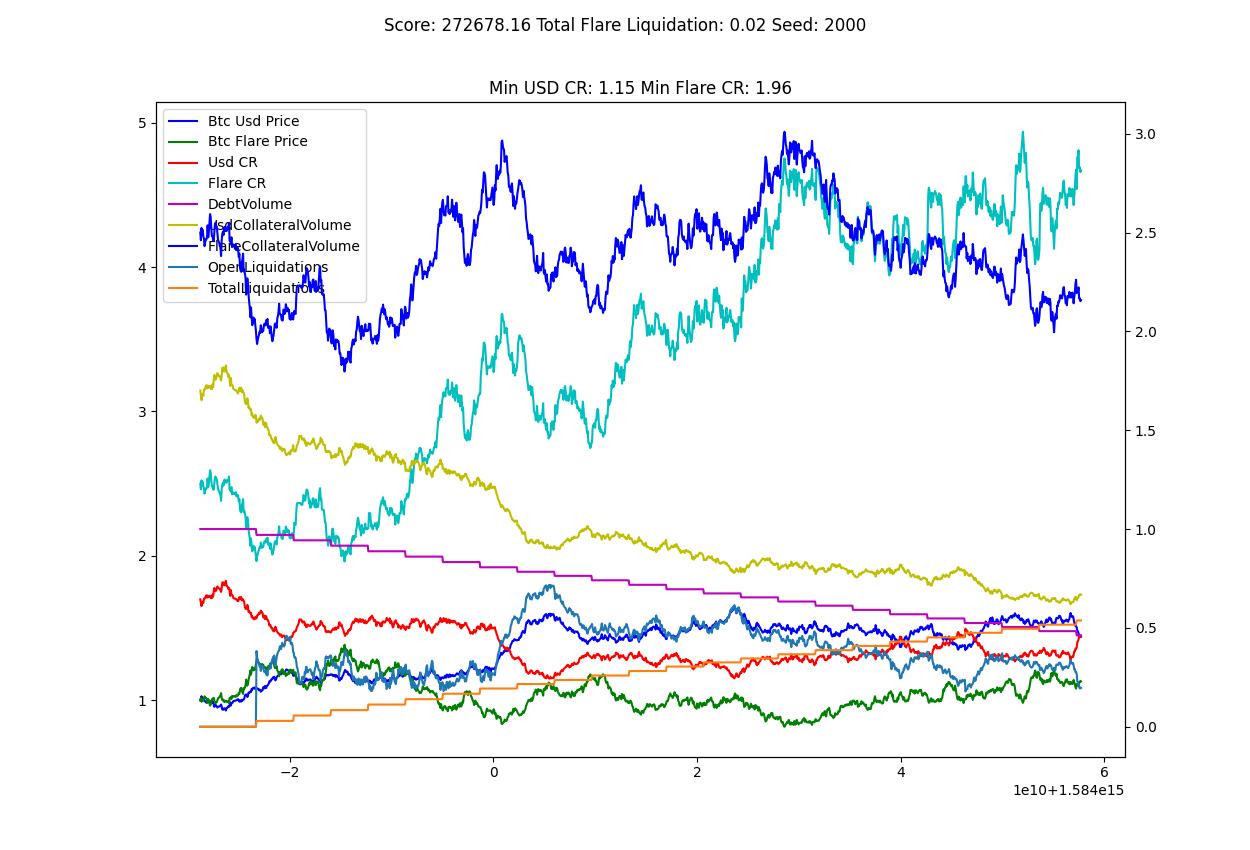 Score: 272678.16 Total Flare Liquidation: 0.02 Seed: 2000
Min USD CR: 1.15 Min Flare CR: 1.96
Btc Usd Price
Btc Flare Price
Usd CR
Flare CR
DebtVolume
UsdCollateralVolume
FlareCollateralVolume
OpenLiquidations
TotalLiquidations
5
4
3
2
1
3.0
2.5
2.0
1.5
1.0
0.5
0.0
−2
0
2
4
6
1e10+1.584e15